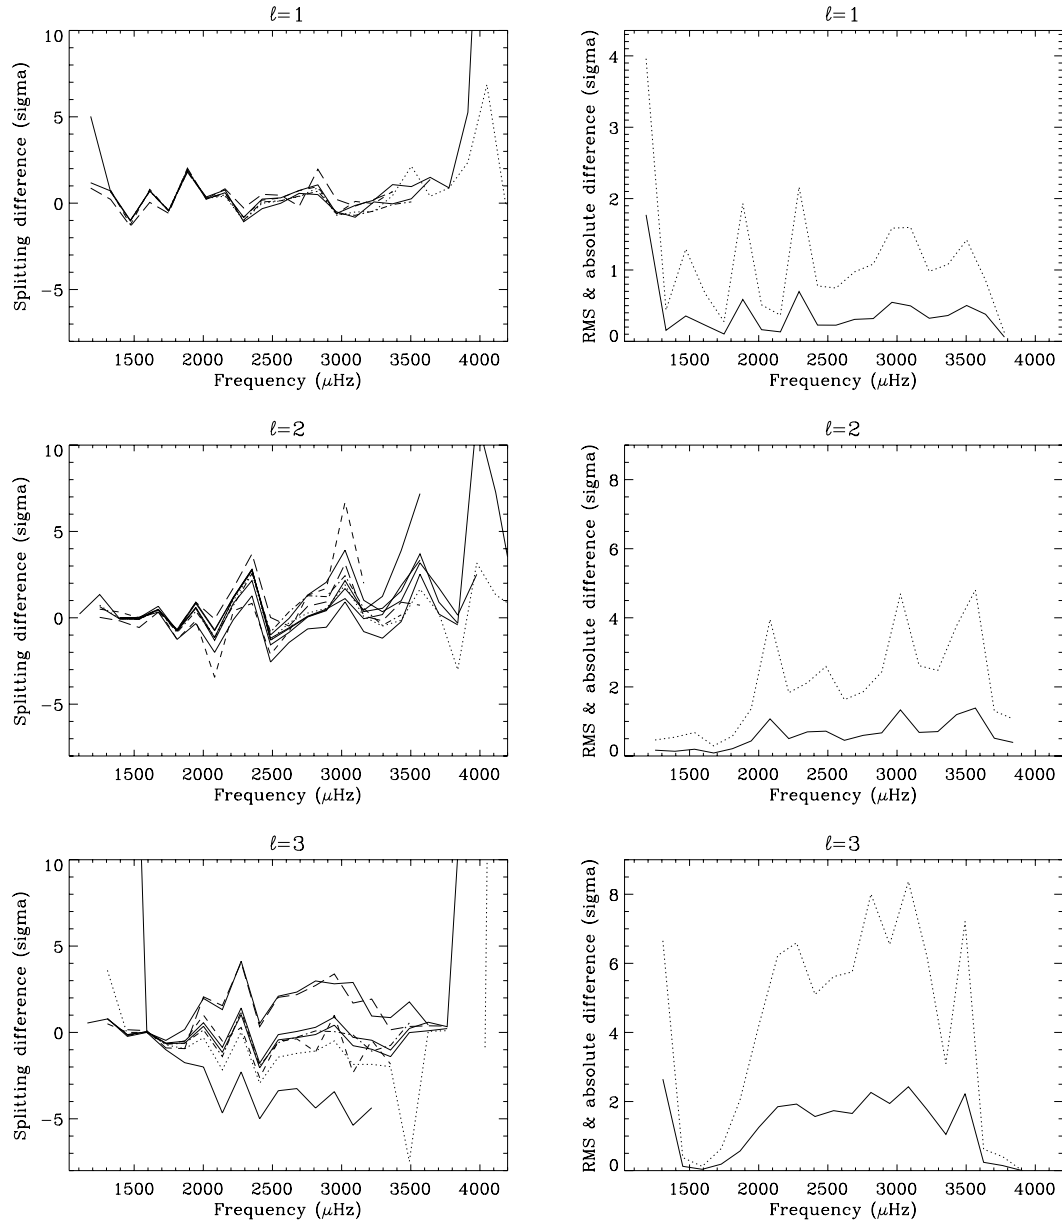 ℓ=1
10
5
0
−5
Splitting difference (sigma)
1500 2000 2500 3000 3500 4000
Frequency (μHz)
ℓ=1
4
3
2
1
0
RMS & absolute difference (sigma)
1500 2000 2500 3000 3500 4000
Frequency (μHz)
ℓ=2
10
5
0
−5
Splitting difference (sigma)
1500 2000 2500 3000 3500 4000
Frequency (μHz)
ℓ=2
8
6
4
2
0
RMS & absolute difference (sigma)
1500 2000 2500 3000 3500 4000
Frequency (μHz)
ℓ=3
10
5
0
−5
Splitting difference (sigma)
1500 2000 2500 3000 3500 4000
Frequency (μHz)
ℓ=3
8
6
4
2
0
RMS & absolute difference (sigma)
1500 2000 2500 3000 3500 4000
Frequency (μHz)